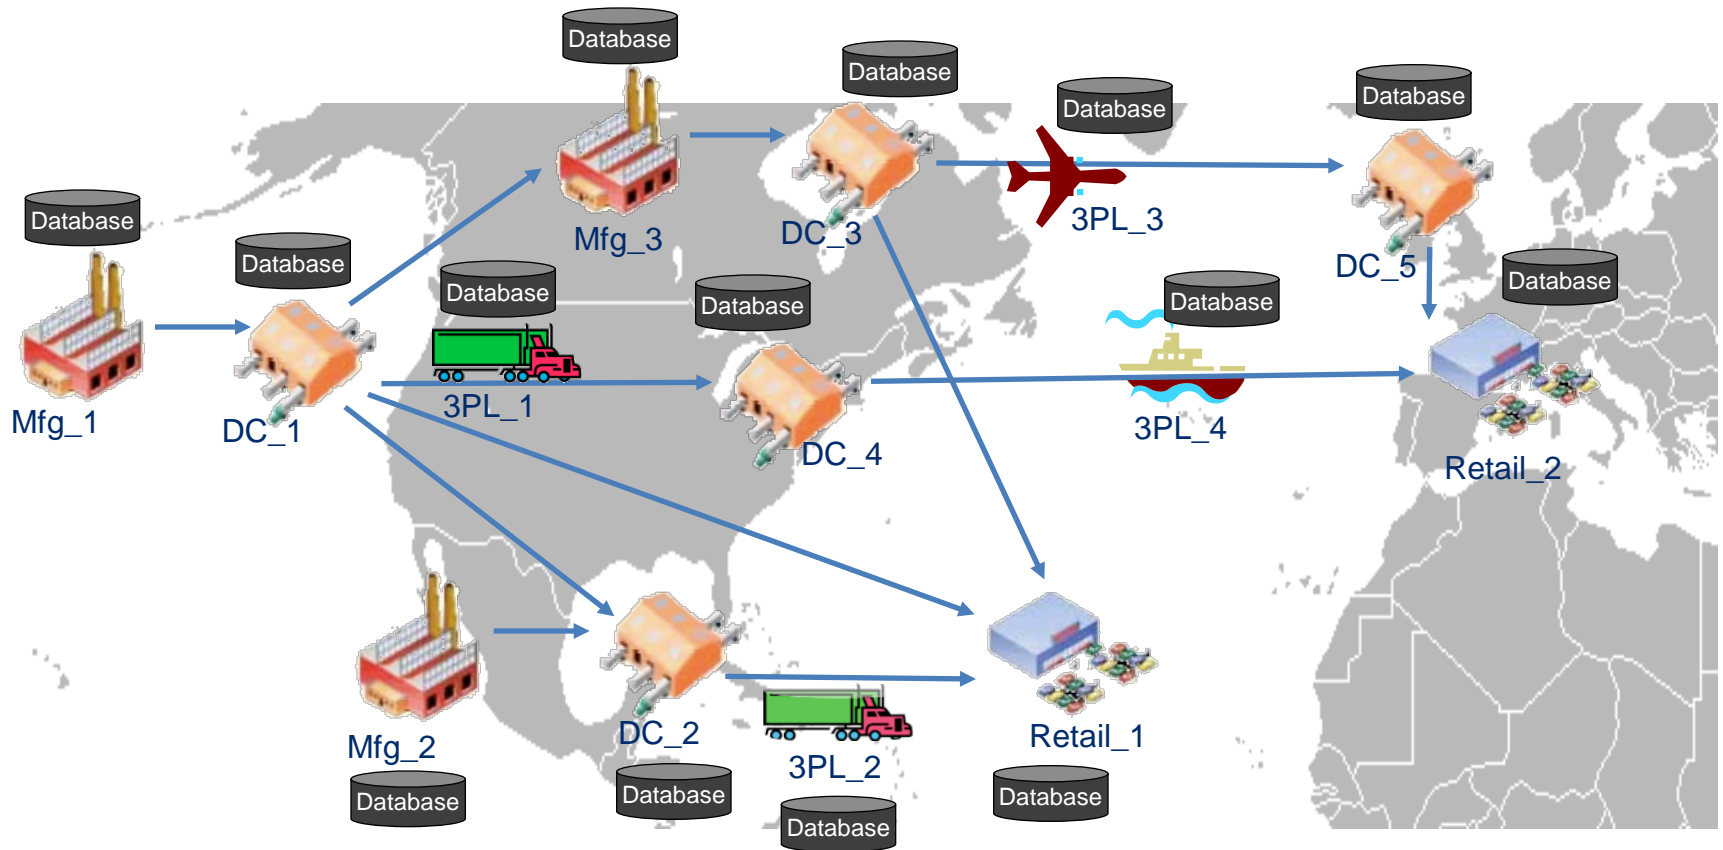 Database
Database
Database
Database
Database
Database
Mfg_3
DC_3
3PL_3
DC_5
Database
Database
Database
Database
Database
Mfg_1
DC_1
3PL_1
DC_4
3PL_4
Retail_2
Mfg_2
DC_2
3PL_2
Retail_1
Database
Database
Database
Database